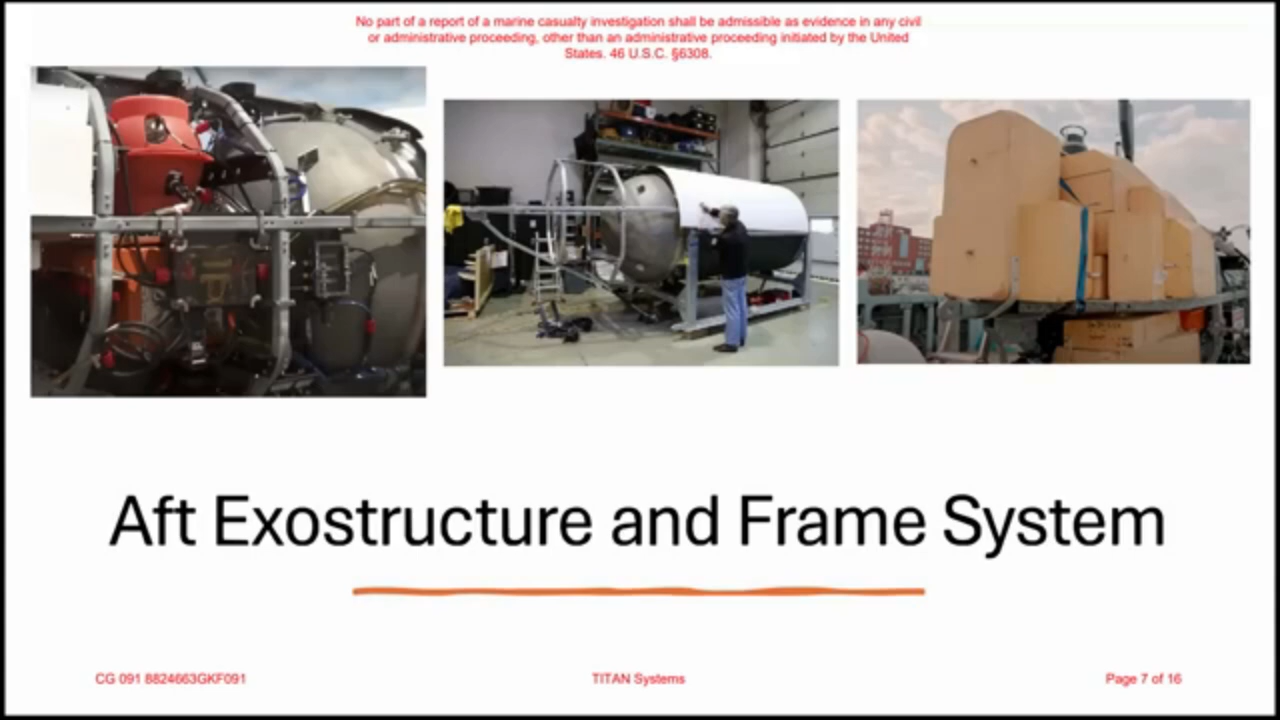 No part of a report of a marine casualty investigation shall be admissible as evidence in any civil
or administrative proceeding, other than an administrative proceeding initiated by the United
States. 46 U.S.C. §6308.
Aft Exostructure and Frame System
CG 091 8824663GKF091
TITAN Systems
Page 7 of 16